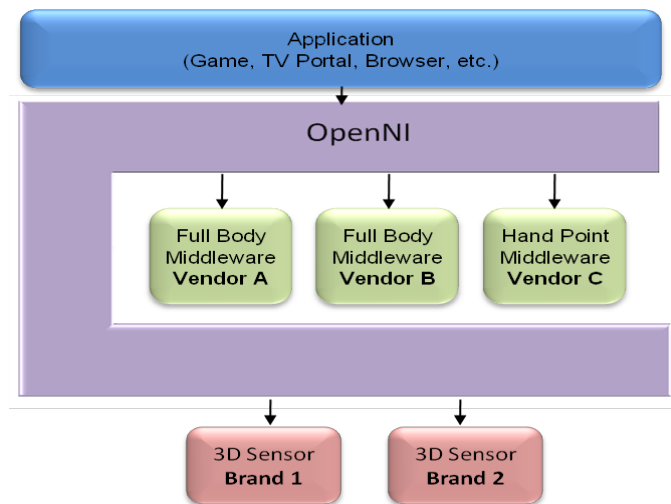 Application
(Game, TV Portal, Browser, etc.)
OpenNI
Full Body
Middleware
Vendor A
Full Body
Middleware
Vendor B
Hand Point
Middleware
Vendor C
3D Sensor
Brand 1
3D Sensor
Brand 2